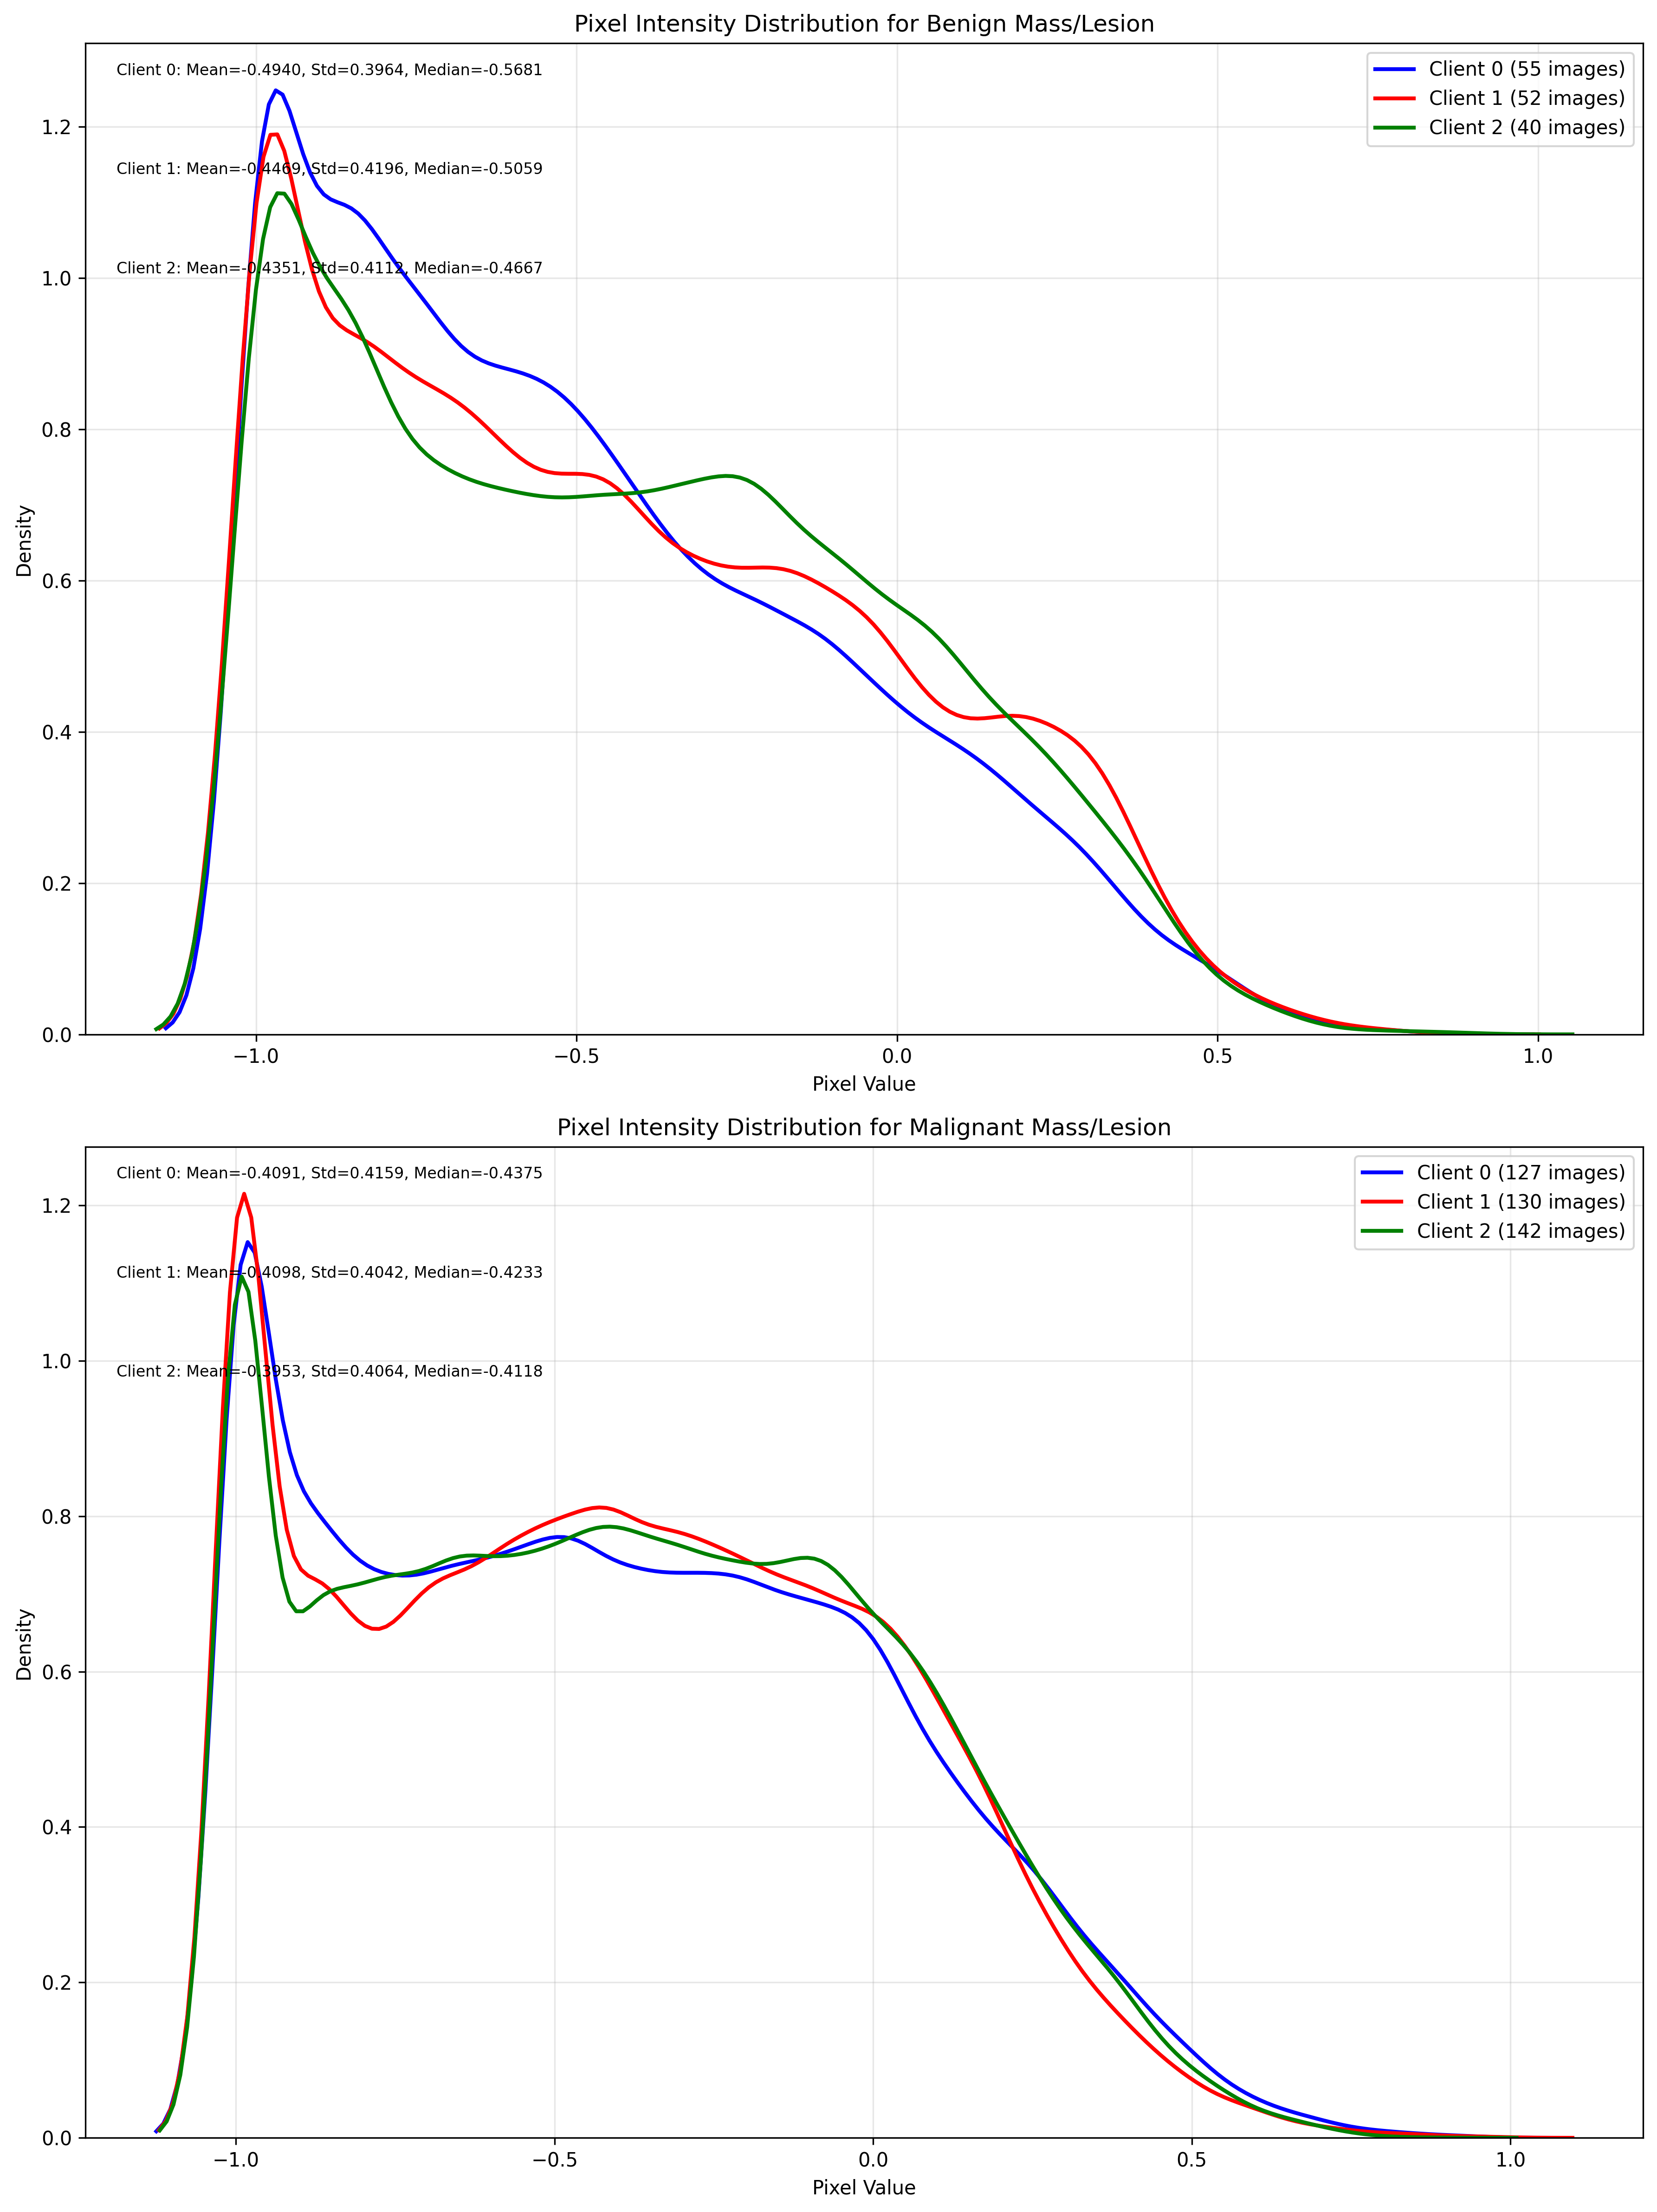 Pixel Intensity Distribution for Benign Mass/Lesion
Client 0: Mean=-0.4940, Std=0.3964, Median=-0.5681
Client 1: Mean=-0.4469, Std=0.4196, Median=-0.5059
Client 2: Mean=-0.4351, Std=0.4112, Median=-0.4667
Client 0 (55 images)
Client 1 (52 images)
Client 2 (40 images)
Density
1.2
1.0
0.8
0.6
0.4
0.2
0.0
−1.0 −0.5 0.0 0.5 1.0
Pixel Value
Pixel Intensity Distribution for Malignant Mass/Lesion
Client 0: Mean=-0.4091, Std=0.4159, Median=-0.4375
Client 1: Mean=-0.4098, Std=0.4042, Median=-0.4233
Client 2: Mean=-0.3953, Std=0.4064, Median=-0.4118
Client 0 (127 images)
Client 1 (130 images)
Client 2 (142 images)
Density
1.2
1.0
0.8
0.6
0.4
0.2
0.0
−1.0 −0.5 0.0 0.5 1.0
Pixel Value